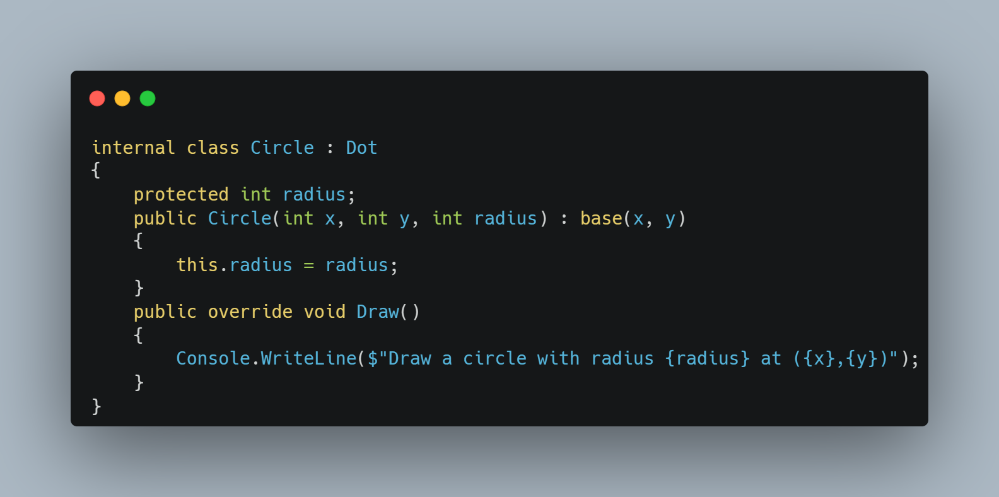 internal class Circle : Dot
{
    protected int radius;
    public Circle(int x, int y, int radius) : base(x, y)
    {
        this.radius = radius;
    }
    public override void Draw()
    {
        Console.WriteLine($"Draw a circle with radius {radius} at ({x},{y})");
    }
}